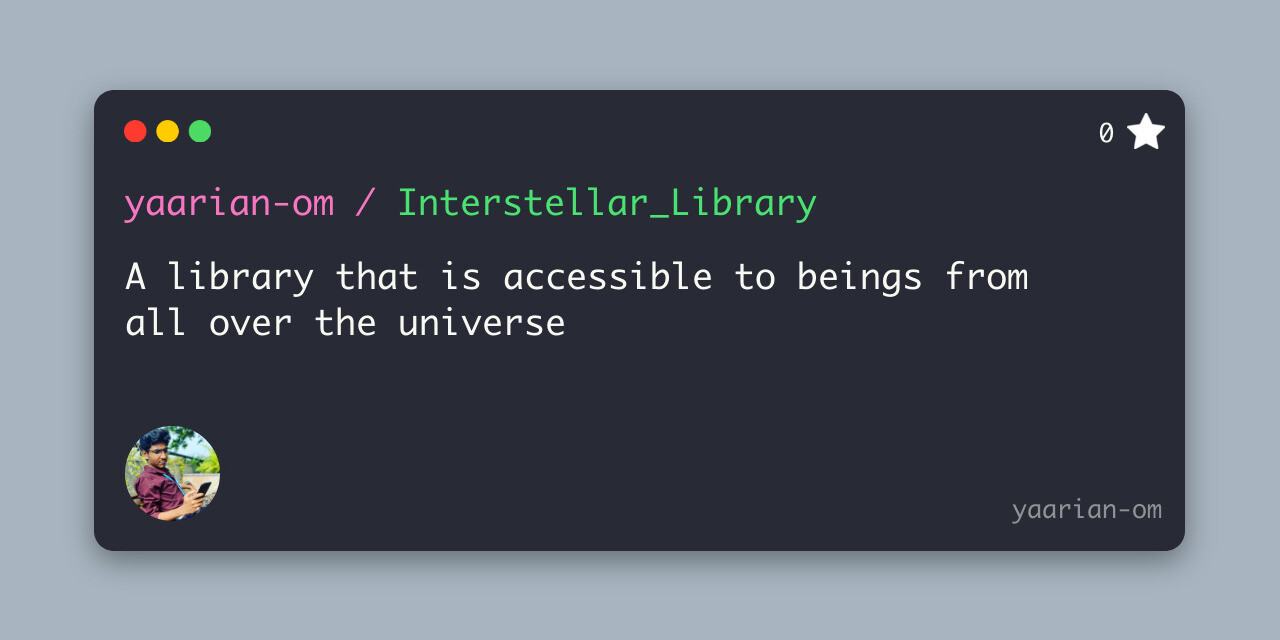 0
yaarian-om / Interstellar_Library
A library that is accessible to beings from
all over the universe
yaarian-om